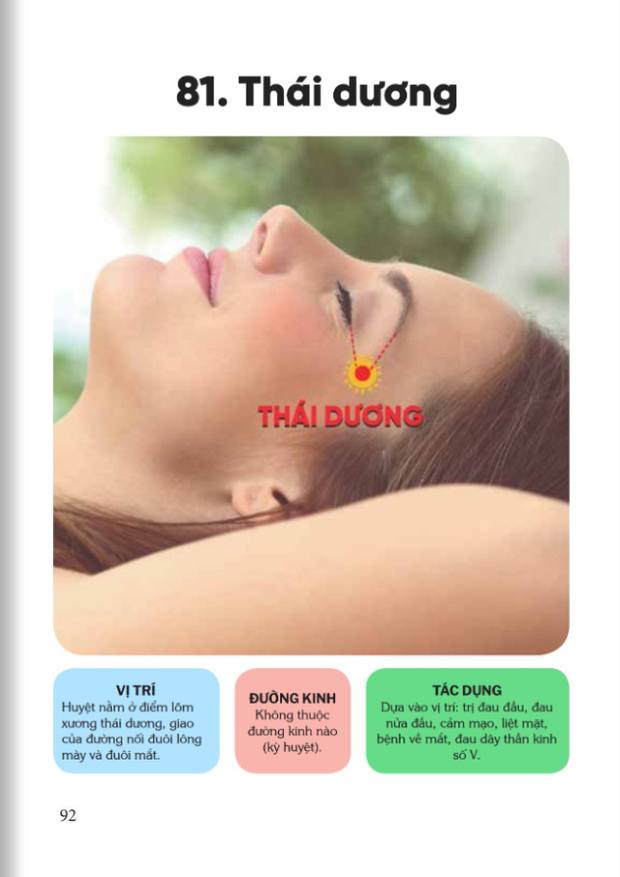 81. Thái dương
THÁI DƯƠNG
VỊ TRÍ
Huyệt nằm ở điểm lõm
xương thái dương, giao
của đường nối đuôi lông
mày và đuôi mắt.
ĐƯỜNG KINH
Không thuộc
đường kinh nào
(kỳ huyệt).
TÁC DỤNG
Dựa vào vị trí: trị đau đầu, đau
nửa đầu, cảm mạo, liệt mặt,
bệnh về mắt, đau dây thần kinh
số V.
92